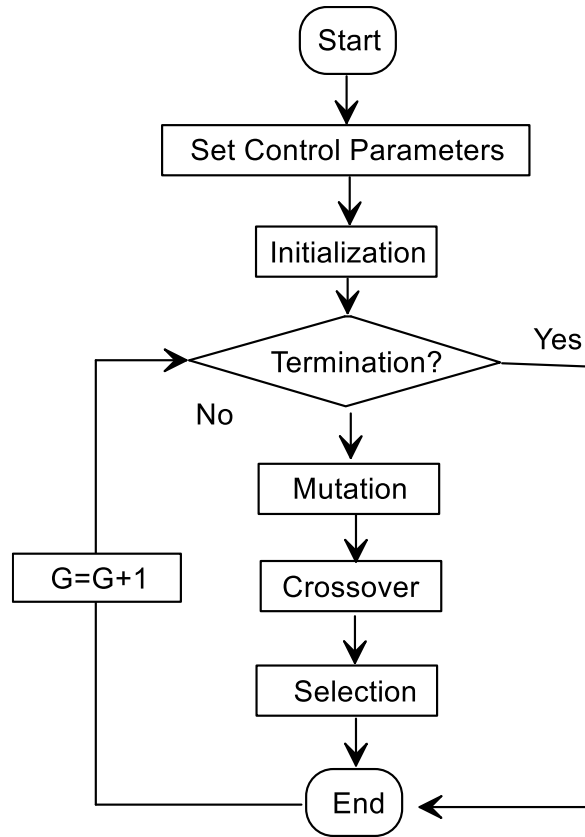 Start
Set Control Parameters
Initialization
Termination?
Yes
No
Mutation
G=G+1
Crossover
Selection
End